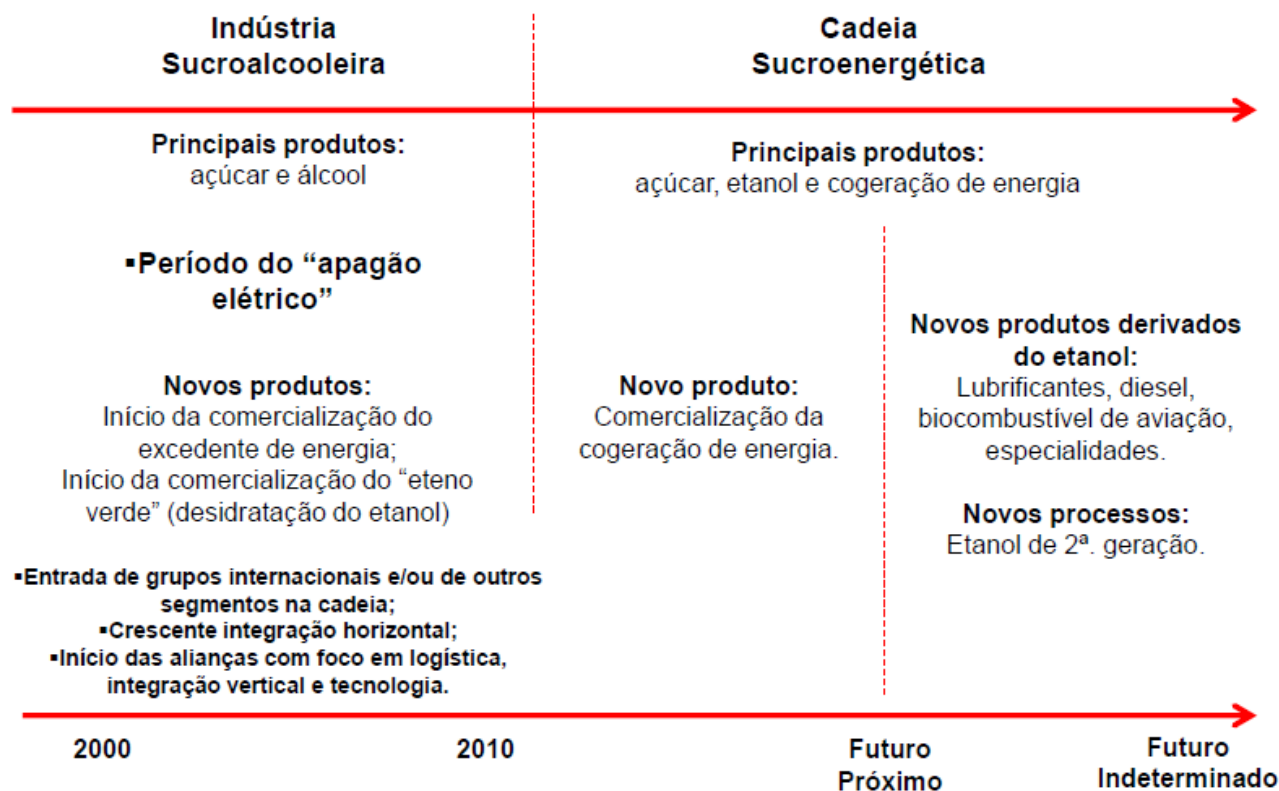 Indústria
Sucroalcooleira
Cadeia
Sucroenergética
Principais produtos:
açúcar e álcool
▪Período do “apagão
elétrico”
Novos produtos:
Início da comercialização do
excedente de energia;
Início da comercialização do “eteno
verde” (desidratação do etanol)
▪Entrada de grupos internacionais e/ou de outros
segmentos na cadeia;
▪Crescente integração horizontal;
▪Início das alianças com foco em logística,
integração vertical e tecnologia.
Principais produtos:
açúcar, etanol e cogeração de energia
Novo produto:
Comercialização da
cogeração de energia.
Novos produtos derivados
do etanol:
Lubrificantes, diesel,
biocombustível de aviação,
especialidades.
Novos processos:
Etanol de 2ª. geração.
2000
2010
Futuro
Próximo
Futuro
Indeterminado